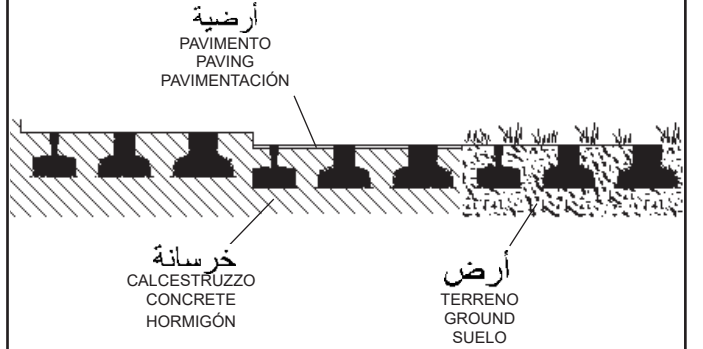 أرضية
PAVIMENTO
PAVING
PAVIMENTACIÓN
خرسانة
CALCESTRUZZO
CONCRETE
HORMIGÓN
أرض
TERRENO
GROUND
SUELO